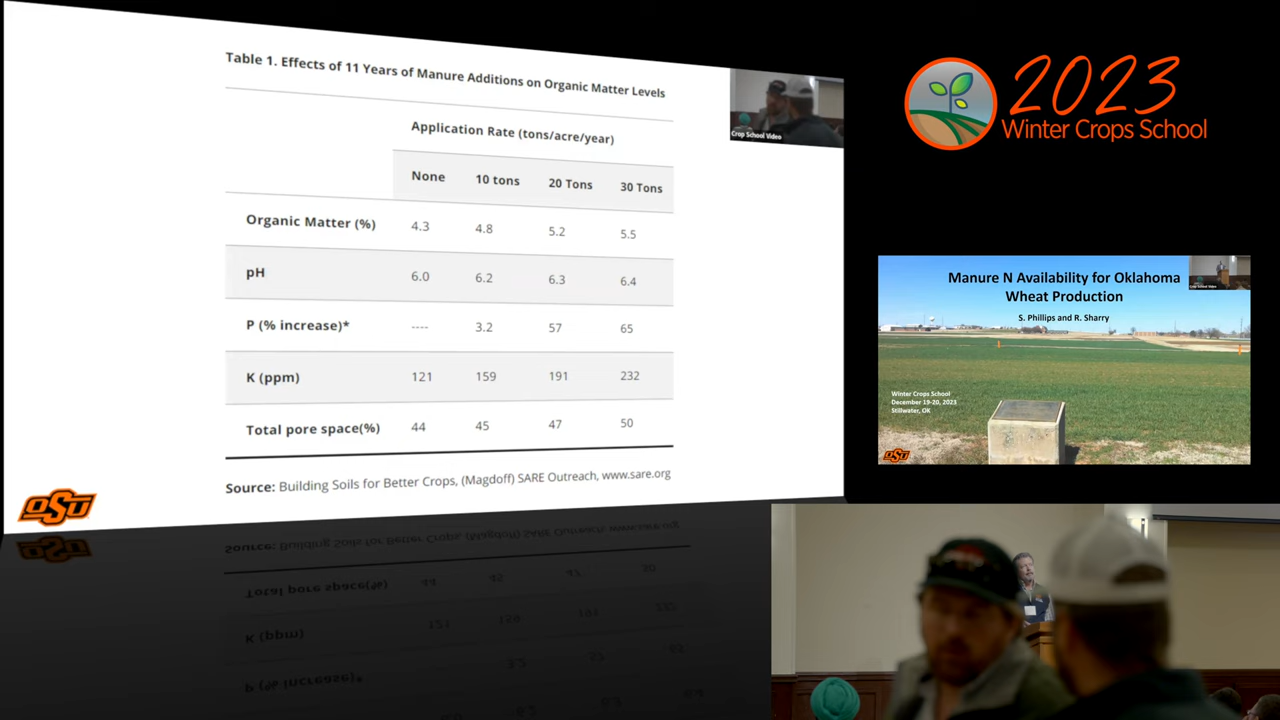 Table 1. Effects of 11 Years of Manure Additions on Organic Matter Levels
Application Rate (tons/acre/year)
None 10 tons 20 Tons 30 Tons
Organic Matter (%) 4.3 4.8 5.2 5.5
pH 6.0 6.2 6.3 6.4
P (% increase)* ---- 3.2 57 65
K (ppm) 121 159 191 232
Total pore space(%) 44 45 47 50
Source: Building Soils for Better Crops, (Magdoff) SARE Outreach, www.sare.org
OSU
Crop School Video
2023
Winter Crops School
Manure N Availability for Oklahoma
Wheat Production
S. Phillips and R. Sharry
Winter Crops School
December 19-20, 2023
Stillwater, OK
OSU